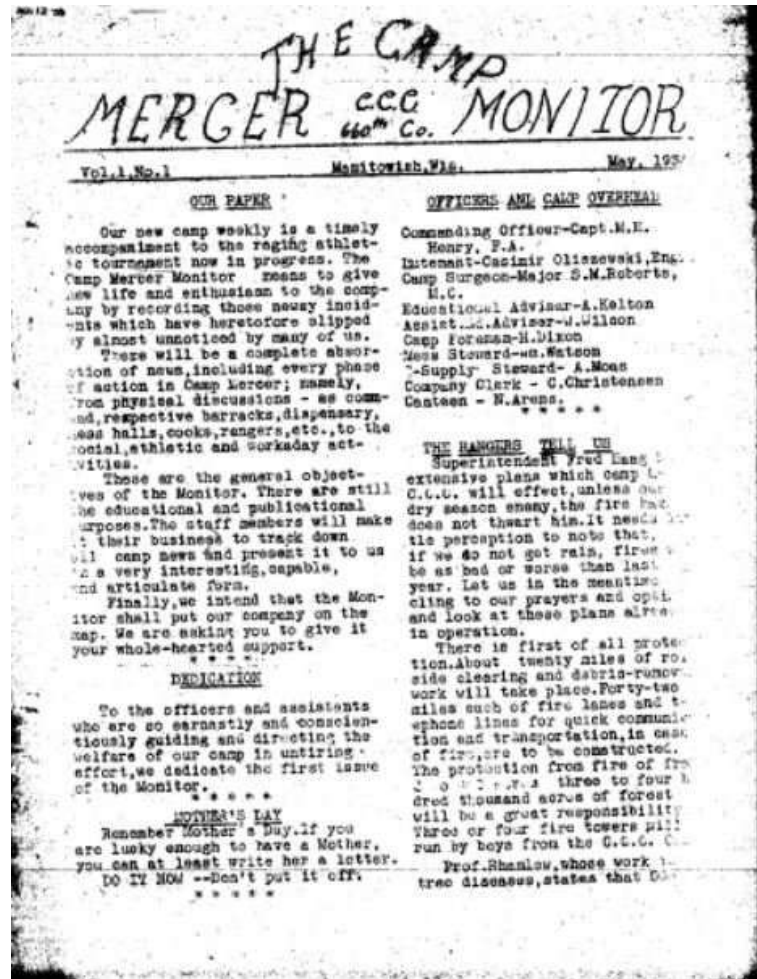 THE CAMP
MERGER C.C.C. MONITOR
660th Co.
Vol.1,No.1 Manitowish,Wis. May, 193
OUR PAPER
Our new camp weekly is a timely
accompaniment to the raging athlet-
ic tournament now in progress. The
Camp Mercer Monitor means to give
new life and enthusiasm to the comp-
any by recording those newsy incid-
ents which have heretofore slipped
by almost unnoticed by many of us.
There will be a complete absor-
ption of news,including every phase
of action in Camp Mercer; namely,
from physical discussions - as comm-
and,respective barracks,dispensary,
mess halls,cooks,rangers,etc.,to the
social,athletic and workaday act-
ivities.
These are the general object-
ives of the Monitor. There are still
the educational and publicational
purposes.The staff members will make
it their business to track down
all camp news and present it to us
in a very interesting,capable,
and articulate form.
Finally,we intend that the Mon-
itor shall put our company on the
map. We are asking you to give it
your whole-hearted support.
* * * * *
DEDICATION
To the officers and assistants
who are so earnastly and conscien-
tiously guiding and directing the
welfare of our camp in untiring
effort,we dedicate the first issue
of the Monitor.
* * * * *
MOTHER'S DAY
Remember Mother's Day.If you
are lucky enough to have a Mother,
you can at least write her a letter.
DO IT NOW --Don't put it off.
* * * * *
OFFICERS AND CAMP OVERHEAD
Commanding Officer-Capt.M.E.
Henry, F.A.
Lutenant-Casimir Oliszewski,Eng.
Camp Surgeon-Major S.M.Roberts,
M.C.
Educational Adviser-A.Kelton
Assist. Ed.Adviser-W.Wilson
Camp Foreman-H.Dixon
Mess Steward-Wm.Watson
Supply Steward- A.Moas
Company Clerk - C.Christensen
Canteen - N.Arens.
* * * * *
THE RANGERS TELL US
Superintendent Fred
extensive plans which camp
C.C.C. will effect,unless our
dry season enemy,the fire
does not thwart him.It needs
tle perception to note that,
if we do not get rain, fires
be as bad or worse than last
year. Let us in the meantime
cling to our prayers and
and look at these plans
in operation.
There is first of all protec
tion.About twenty miles of ro
side clearing and debris-remov
work will take place.Forty-two
miles each of fire lanes and t-
ephone lines for quick communic
tion and transportation,in case
of fire,are to be constructed.
The protection from fire of
three to four h
dred thousand acres of forest
will be a great responsibility
Three or four fire towers
run by boys from the C.C.C.
Prof.Rhamlow,whose work
tree diseases,states that